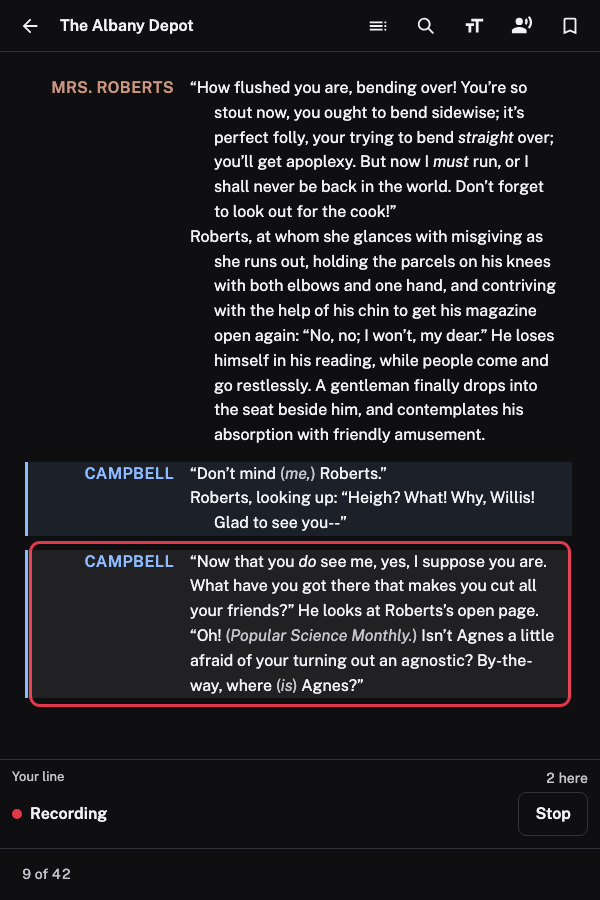 The Albany Depot
MRS. ROBERTS “How flushed you are, bending over! You’re so
stout now, you ought to bend sidewise; it’s
perfect folly, your trying to bend straight over;
you’ll get apoplexy. But now I must run, or I
shall never be back in the world. Don’t forget
to look out for the cook!”
Roberts, at whom she glances with misgiving as
she runs out, holding the parcels on his knees
with both elbows and one hand, and contriving
with the help of his chin to get his magazine
open again: “No, no; I won’t, my dear.” He loses
himself in his reading, while people come and
go restlessly. A gentleman finally drops into
the seat beside him, and contemplates his
absorption with friendly amusement.
CAMPBELL “Don’t mind (me,) Roberts.”
Roberts, looking up: “Heigh? What! Why, Willis!
Glad to see you--”
CAMPBELL “Now that you do see me, yes, I suppose you are.
What have you got there that makes you cut all
your friends?” He looks at Roberts’s open page.
“Oh! (Popular Science Monthly.) Isn’t Agnes a little
afraid of your turning out an agnostic? By-the-
way, where (is) Agnes?”
Your line
2 here
Recording
Stop
9 of 42